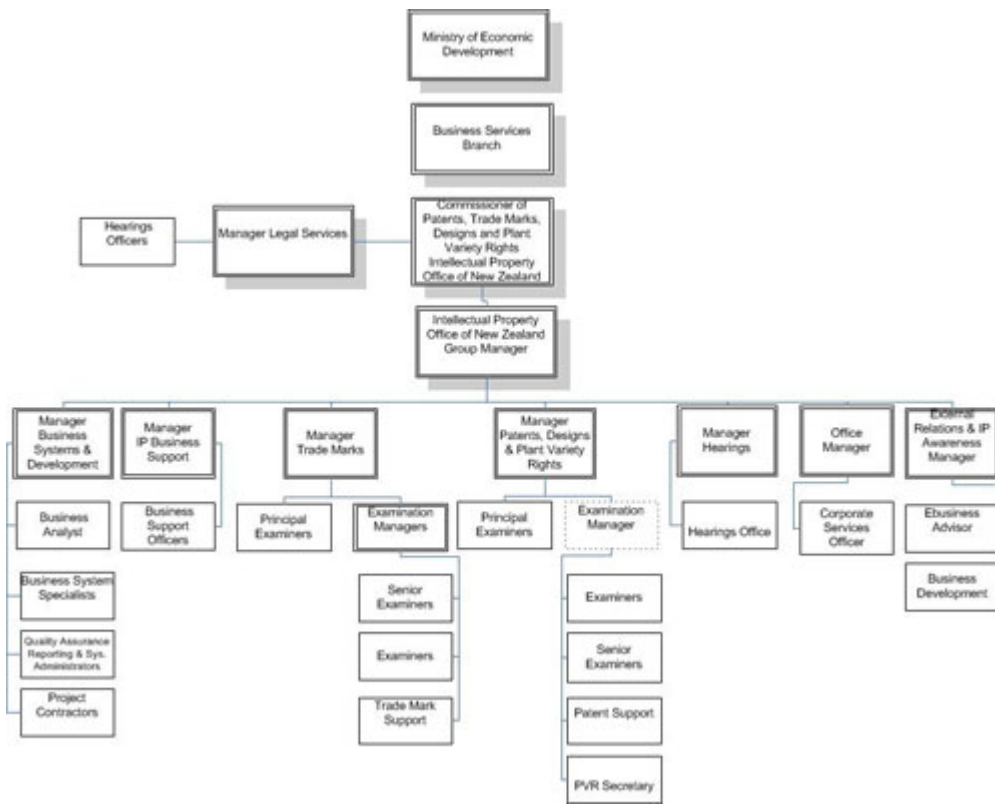 Ministry of Economic
Development
Business Services
Branch
Hearings
Officers
Manager Legal Services
Commissioner of
Patents, Trade Marks,
Designs and Plant
Variety Rights
Intellectual Property
Office of New Zealand
Intellectual Property
Office of New Zealand
Group Manager
Manager
Business
Systems &
Development
Manager
IP Business
Support
Manager
Trade Marks
Manager
Patents, Designs
& Plant Variety
Rights
Manager
Hearings
Office
Manager
External
Relations & IP
Awareness
Manager
Business
Analyst
Business
Support
Officers
Principal
Examiners
Examination
Managers
Principal
Examiners
Examination
Manager
Hearings Office
Corporate
Services
Officer
Ebusiness
Advisor
Business System
Specialists
Senior
Examiners
Examiners
Business
Development
Quality Assurance
Reporting & Sys.
Administrators
Examiners
Senior
Examiners
Project
Contractors
Trade Mark
Support
Patent Support
PVR Secretary